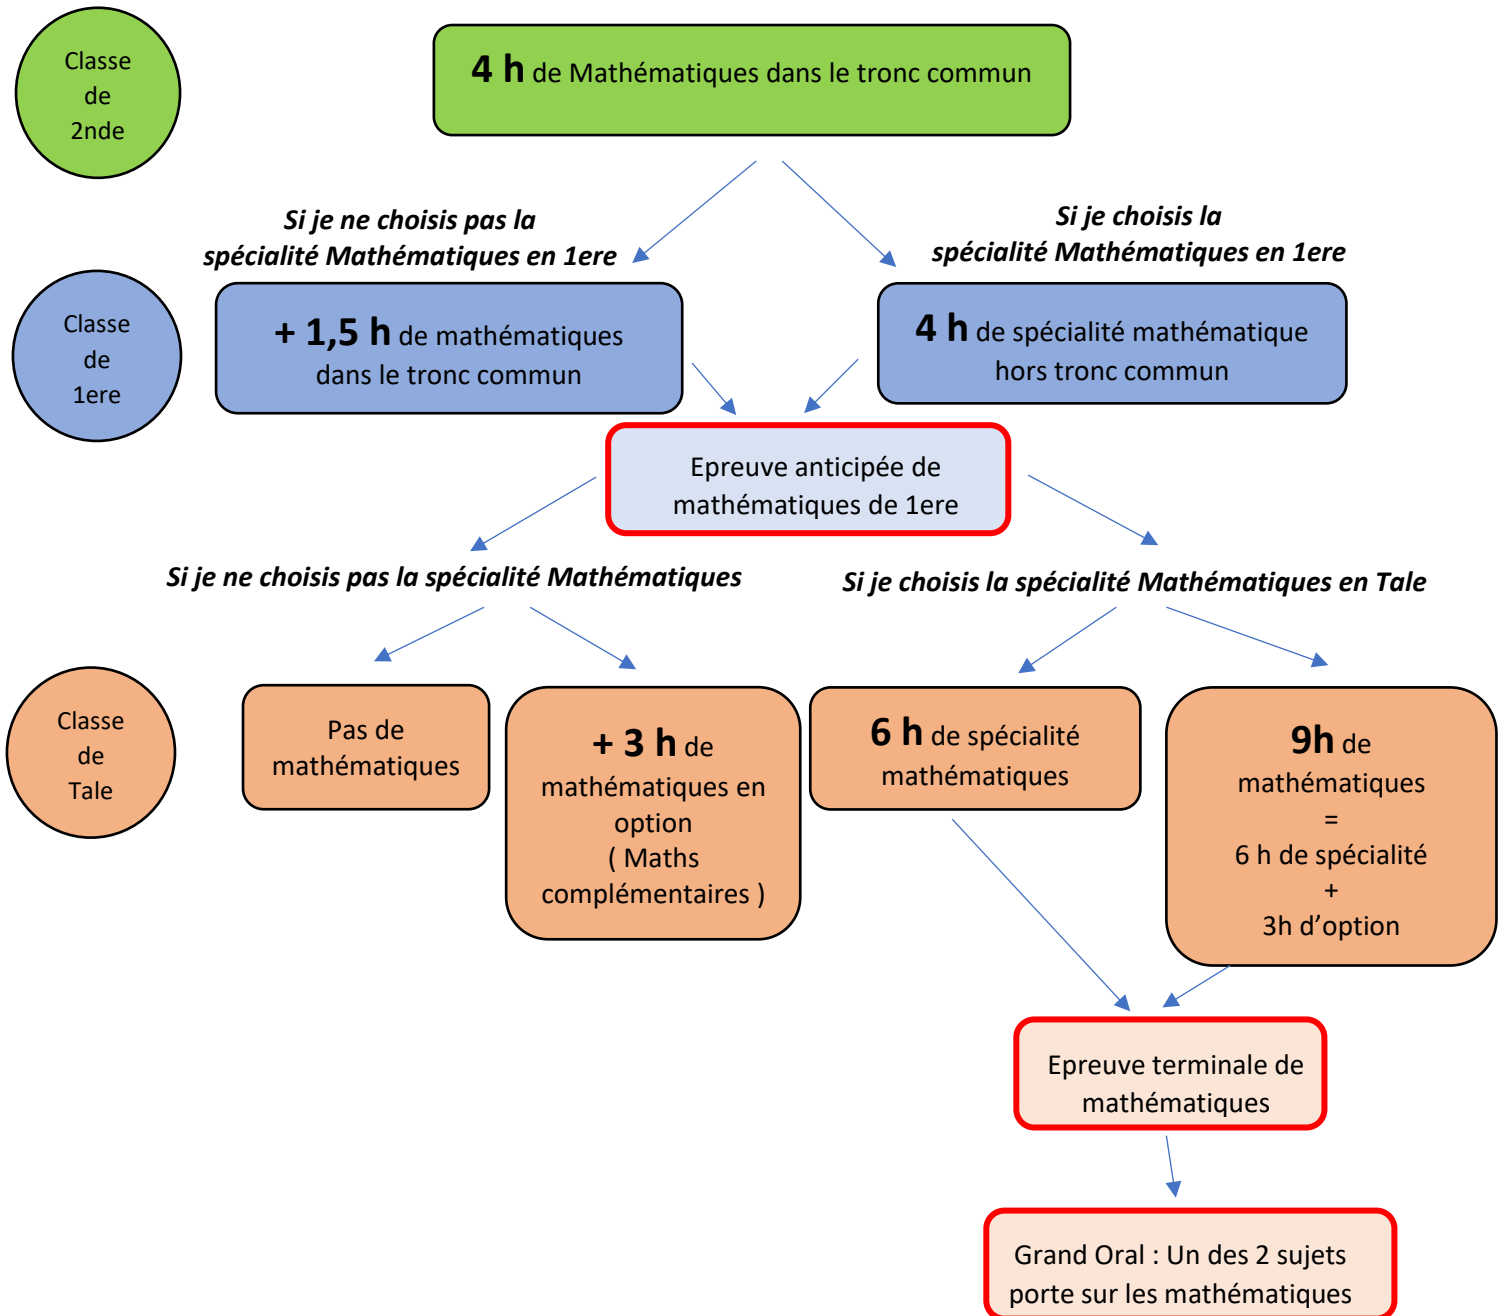 Classe
de
2nde
4 h de Mathématiques dans le tronc commun
Si je ne choisis pas la
spécialité Mathématiques en 1ere
Si je choisis la
spécialité Mathématiques en 1ere
Classe
de
1ere
+ 1,5 h de mathématiques
dans le tronc commun
4 h de spécialité mathématique
hors tronc commun
Epreuve anticipée de
mathématiques de 1ere
Si je ne choisis pas la spécialité Mathématiques
Si je choisis la spécialité Mathématiques en Tale
Classe
de
Tale
Pas de
mathématiques
+ 3 h de
mathématiques en
option
( Maths
complémentaires )
6 h de spécialité
mathématiques
9h de
mathématiques
=
6 h de spécialité
+
3h d’option
Epreuve terminale de
mathématiques
Grand Oral : Un des 2 sujets
porte sur les mathématiques